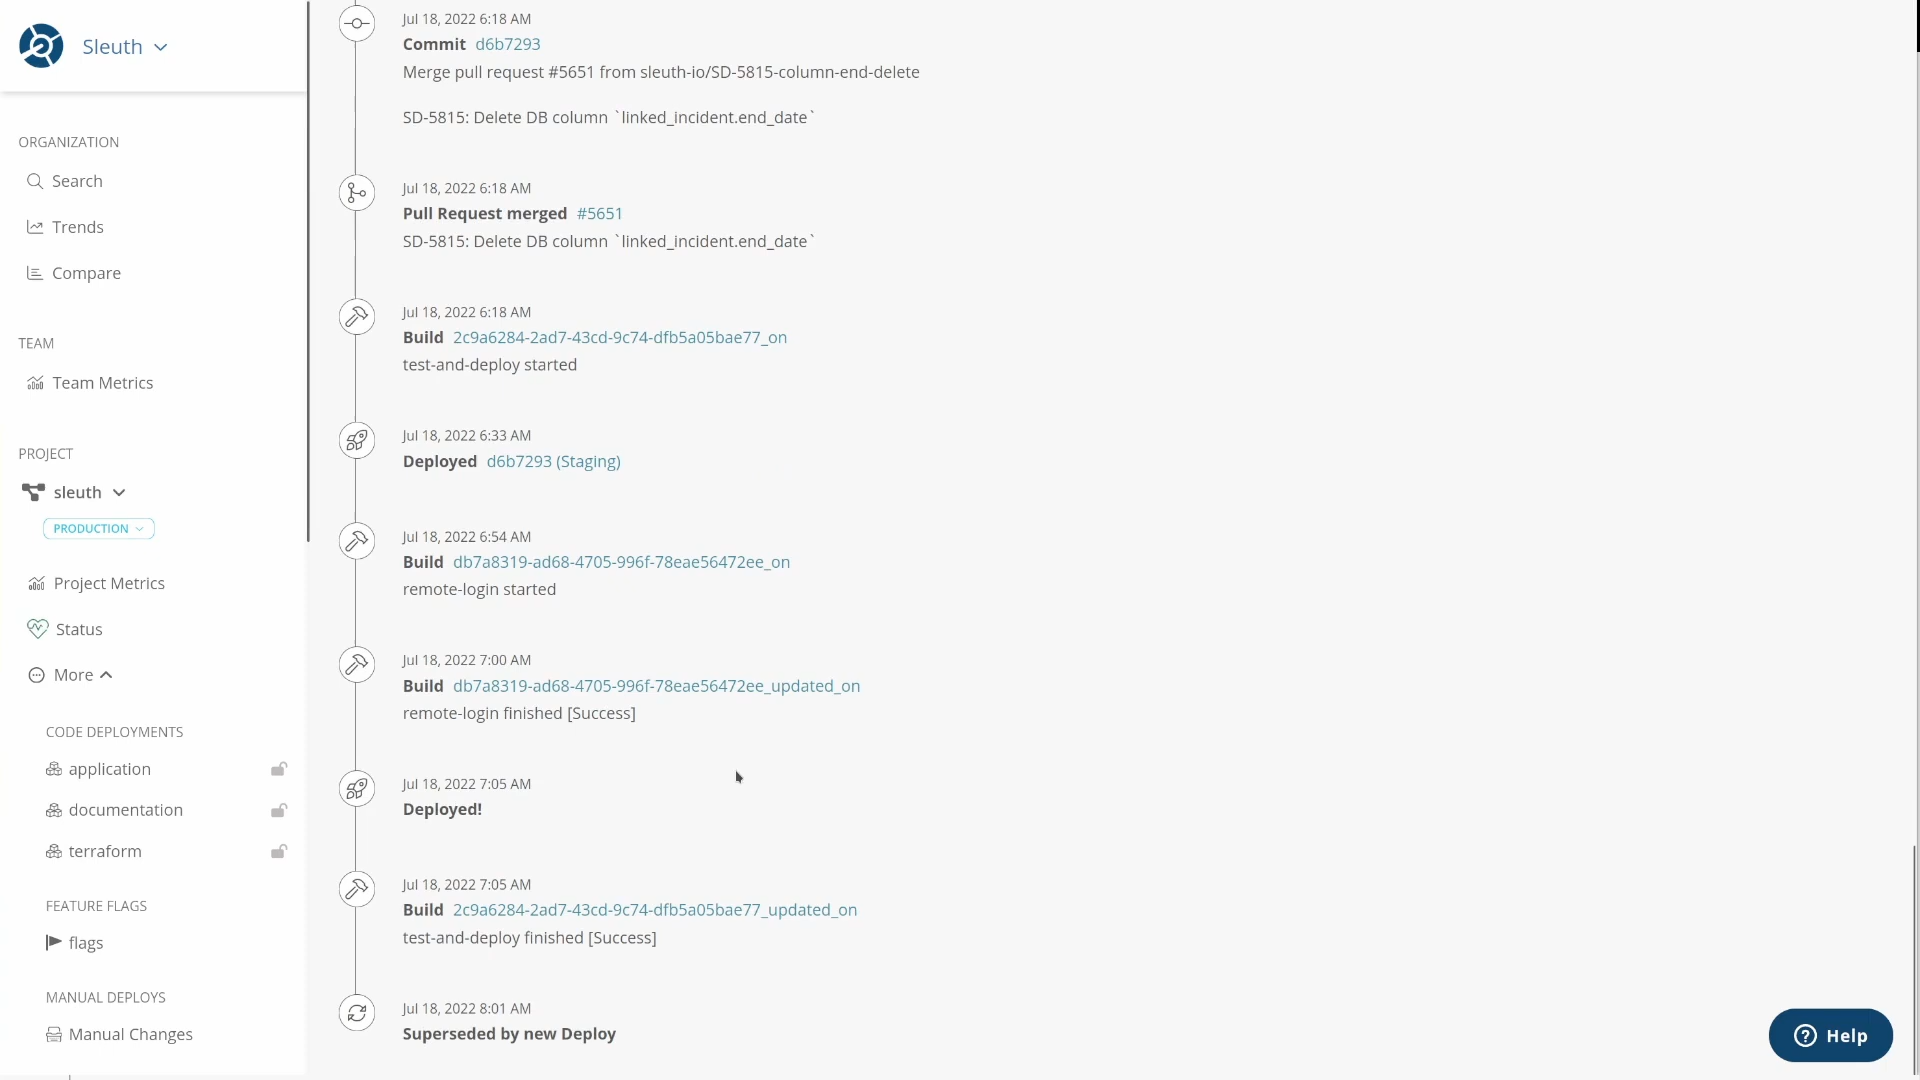 Sleuth
ORGANIZATION
Search
Trends
Compare
TEAM
Team Metrics
PROJECT
sleuth
PRODUCTION
Project Metrics
Status
More
CODE DEPLOYMENTS
application
documentation
terraform
FEATURE FLAGS
flags
MANUAL DEPLOYS
Manual Changes
Jul 18, 2022 6:18 AM
Commit d6b7293
Merge pull request #5651 from sleuth-io/SD-5815-column-end-delete
SD-5815: Delete DB column `linked_incident.end_date`
Jul 18, 2022 6:18 AM
Pull Request merged #5651
SD-5815: Delete DB column `linked_incident.end_date`
Jul 18, 2022 6:18 AM
Build 2c9a6284-2ad7-43cd-9c74-dfb5a05bae77_on
test-and-deploy started
Jul 18, 2022 6:33 AM
Deployed d6b7293 (Staging)
Jul 18, 2022 6:54 AM
Build db7a8319-ad68-4705-996f-78eae56472ee_on
remote-login started
Jul 18, 2022 7:00 AM
Build db7a8319-ad68-4705-996f-78eae56472ee_updated_on
remote-login finished [Success]
Jul 18, 2022 7:05 AM
Deployed!
Jul 18, 2022 7:05 AM
Build 2c9a6284-2ad7-43cd-9c74-dfb5a05bae77_updated_on
test-and-deploy finished [Success]
Jul 18, 2022 8:01 AM
Superseded by new Deploy
Help